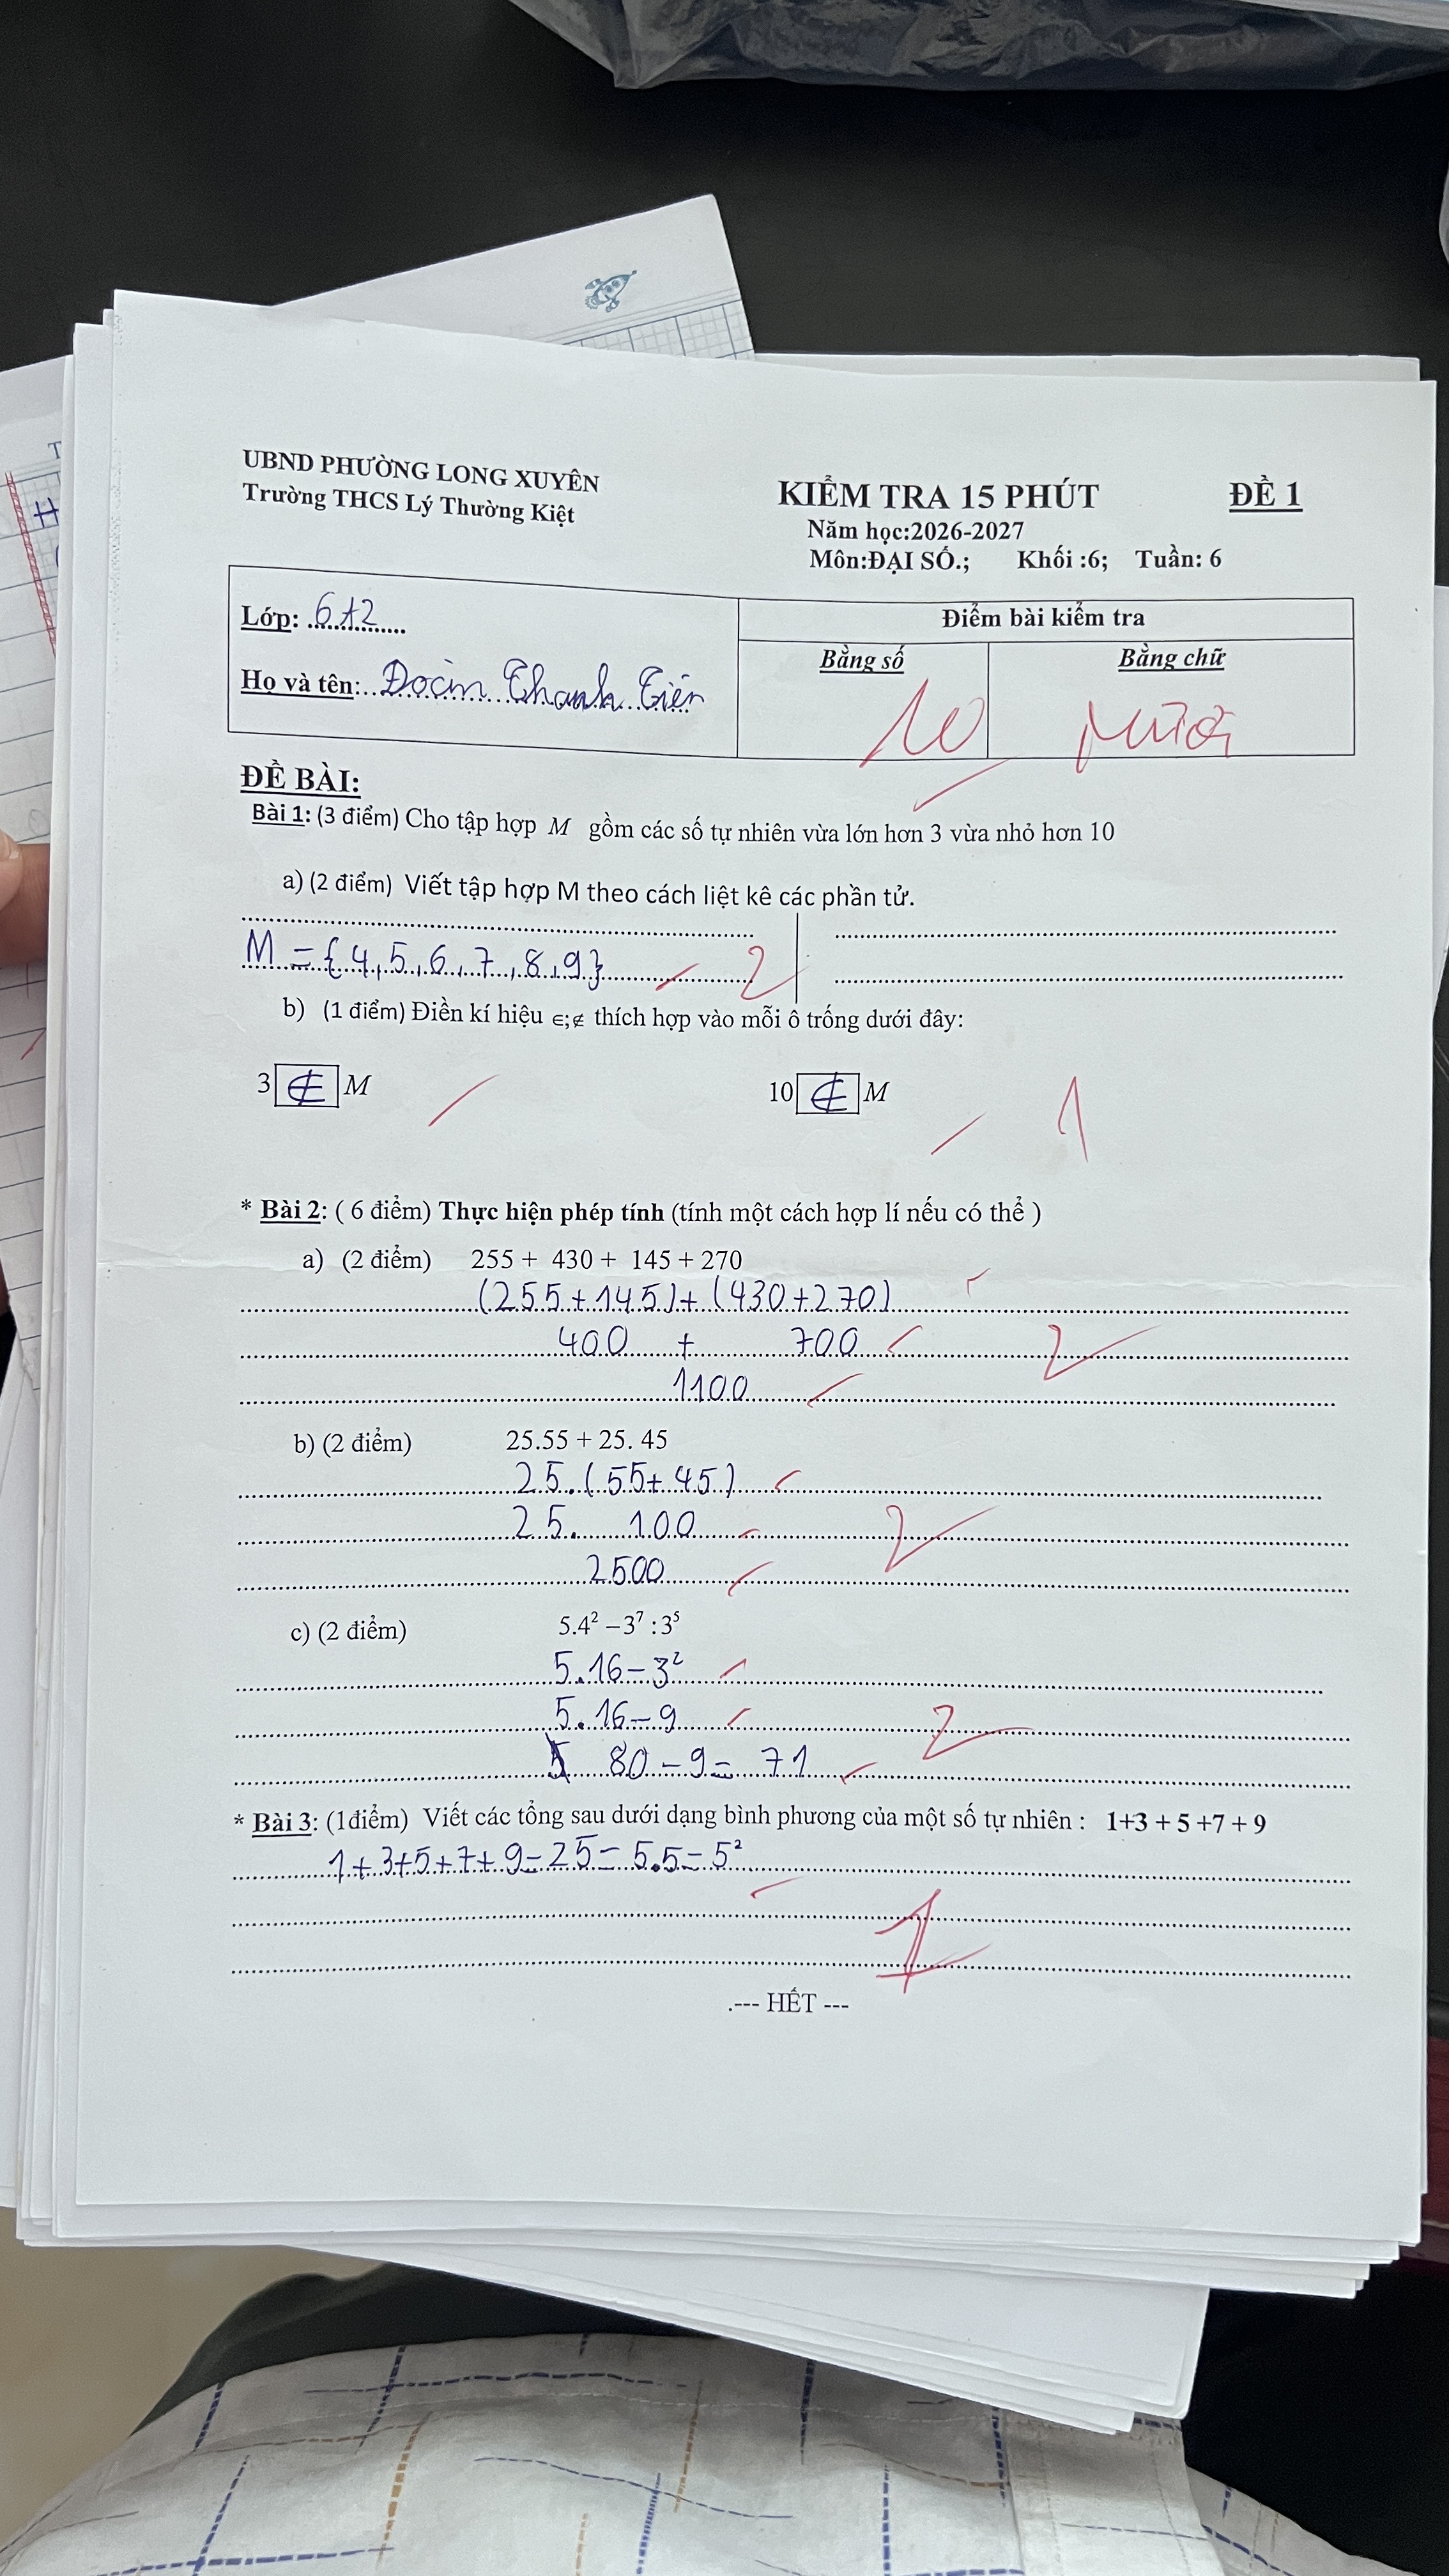 UBND PHƯỜNG LONG XUYÊN
Trường THCS Lý Thường Kiệt
KIỂM TRA 15 PHÚT ĐỀ 1
Năm học:2026-2027
Môn:ĐẠI SỐ.; Khối :6; Tuần: 6
Lớp: 6A2
Họ và tên: Đoàn Thanh Tiến
Điểm bài kiểm tra
Bằng số Bằng chữ
10 Mười
ĐỀ BÀI:
Bài 1: (3 điểm) Cho tập hợp M gồm các số tự nhiên vừa lớn hơn 3 vừa nhỏ hơn 10
a) (2 điểm) Viết tập hợp M theo cách liệt kê các phần tử.
M = {4,5,6,7,8,9} 2
b) (1 điểm) Điền kí hiệu ∈;∉ thích hợp vào mỗi ô trống dưới đây:
3 ∉ M 10 ∉ M 1
* Bài 2: ( 6 điểm) Thực hiện phép tính (tính một cách hợp lí nếu có thể )
a) (2 điểm) 255 + 430 + 145 + 270
(255+145)+(430+270)
400 + 700 2
1100
b) (2 điểm) 25.55 + 25. 45
25.(55+45)
25. 100 2
2500
c) (2 điểm) 5.4² – 3⁷ : 3⁵
5.16-3²
5.16-9 2
80-9= 71
* Bài 3: (1điểm) Viết các tổng sau dưới dạng bình phương của một số tự nhiên : 1+3 + 5 +7 + 9
1+3+5+7+9=25=5.5=5²
1
.--- HẾT ---